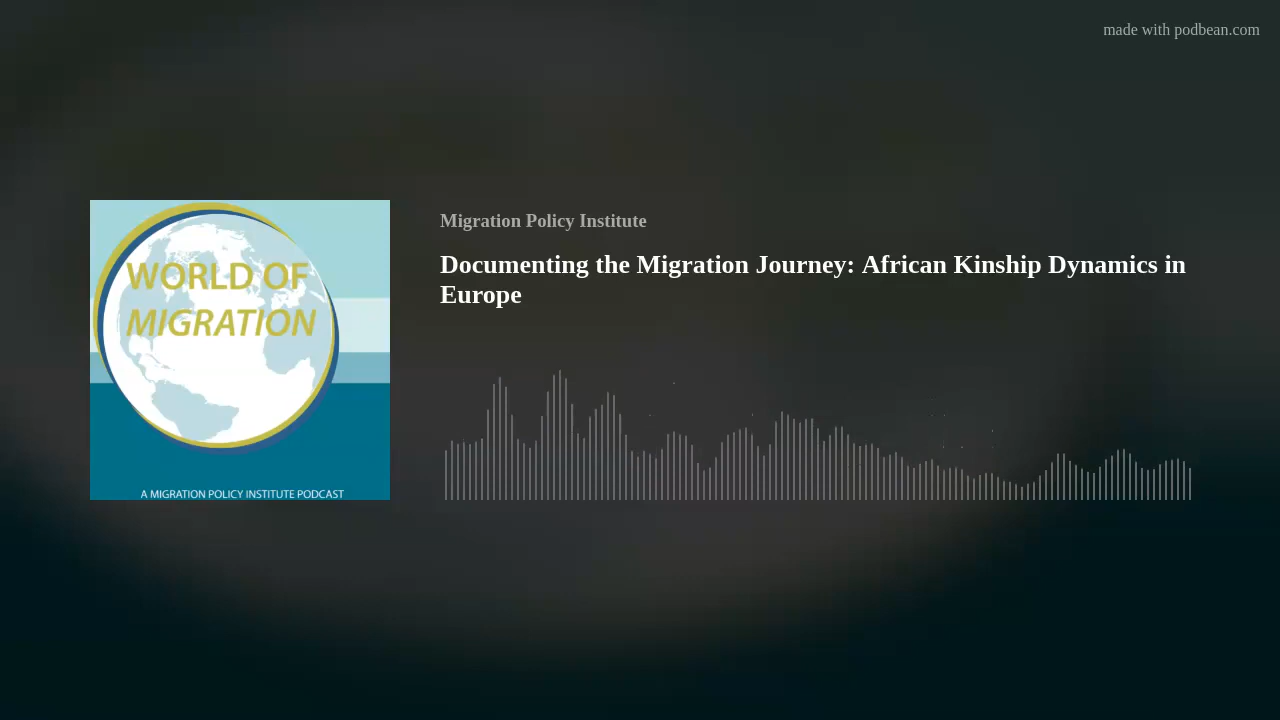 made with podbean.com
WORLD OF
MIGRATION
A MIGRATION POLICY INSTITUTE PODCAST
Migration Policy Institute
Documenting the Migration Journey: African Kinship Dynamics in
Europe